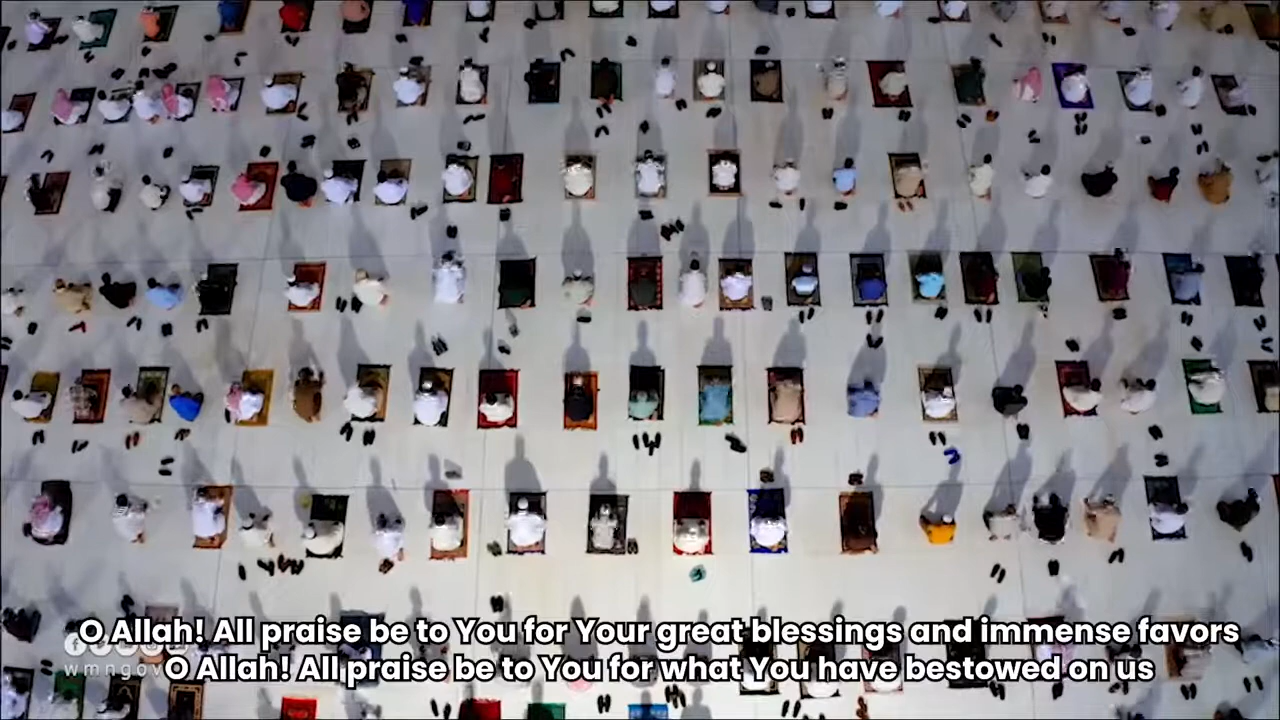 O Allah! All praise be to You for Your great blessings and immense favors
wmngov
O Allah! All praise be to You for what You have bestowed on us